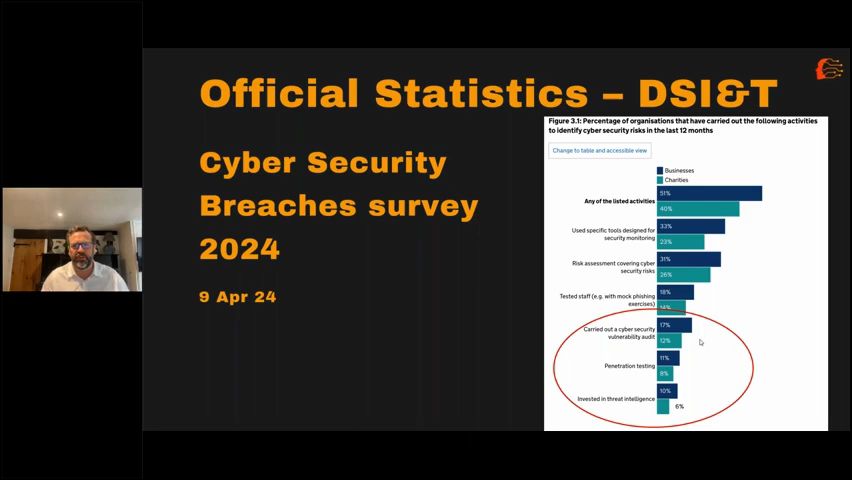 Official Statistics – DSI&T
Cyber Security
Breaches survey
2024
9 Apr 24
Figure 3.1: Percentage of organisations that have carried out the following activities
to identify cyber security risks in the last 12 months
Change to table and accessible view
Businesses
Charities
Any of the listed activities
51%
40%
Used specific tools designed for
security monitoring
33%
23%
Risk assessment covering cyber
security risks
31%
26%
Tested staff (e.g. with mock phishing
exercises)
18%
14%
Carried out a cyber security
vulnerability audit
17%
12%
Penetration testing
11%
8%
Invested in threat intelligence
10%
6%